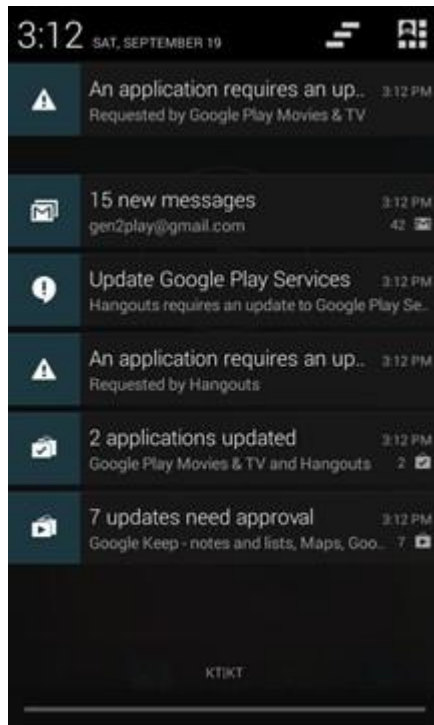 3:12 SAT, SEPTEMBER 19
An application requires an up.. 3:12 PM
Requested by Google Play Movies & TV
15 new messages 3:12 PM
gen2play@gmail.com 42
Update Google Play Services 3:12 PM
Hangouts requires an update to Google Play Se..
An application requires an up.. 3:12 PM
Requested by Hangouts
2 applications updated 3:12 PM
Google Play Movies & TV and Hangouts 2
7 updates need approval 3:12 PM
Google Keep - notes and lists, Maps, Goo.. 7
KT|KT